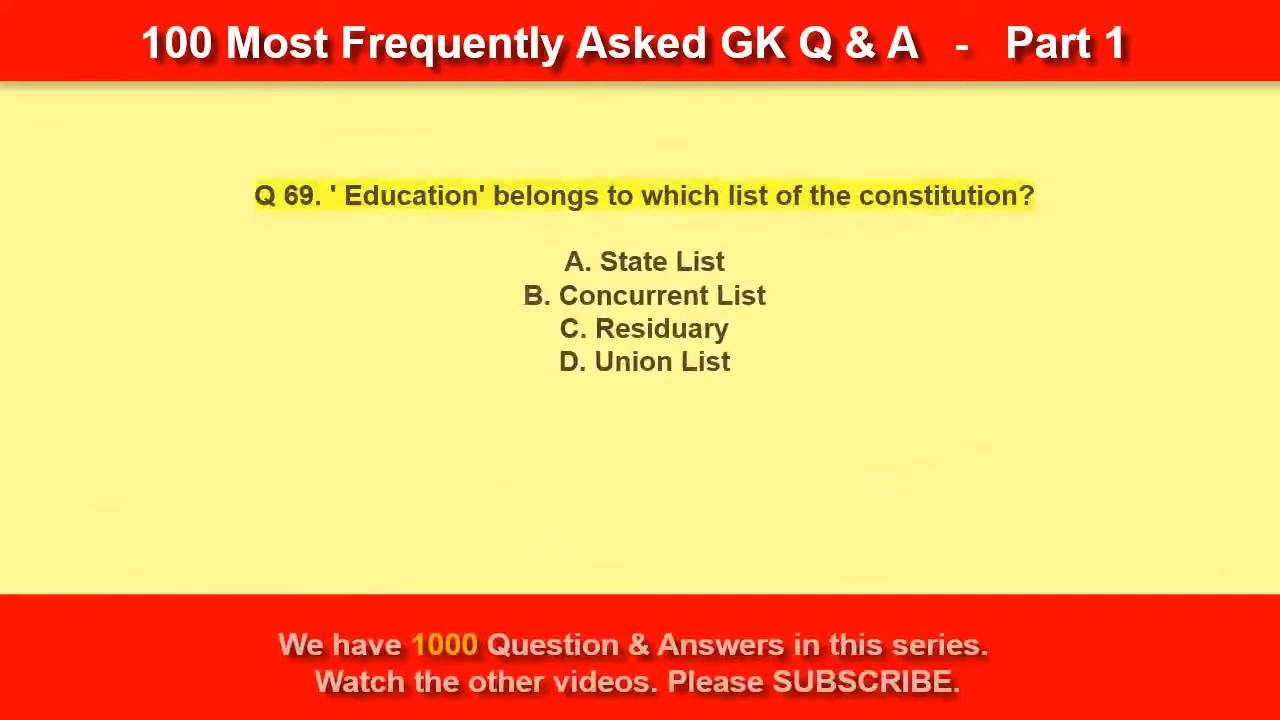 100 Most Frequently Asked GK Q & A - Part 1
Q 69. ' Education' belongs to which list of the constitution?
A. State List
B. Concurrent List
C. Residuary
D. Union List
We have 1000 Question & Answers in this series.
Watch the other videos. Please SUBSCRIBE.